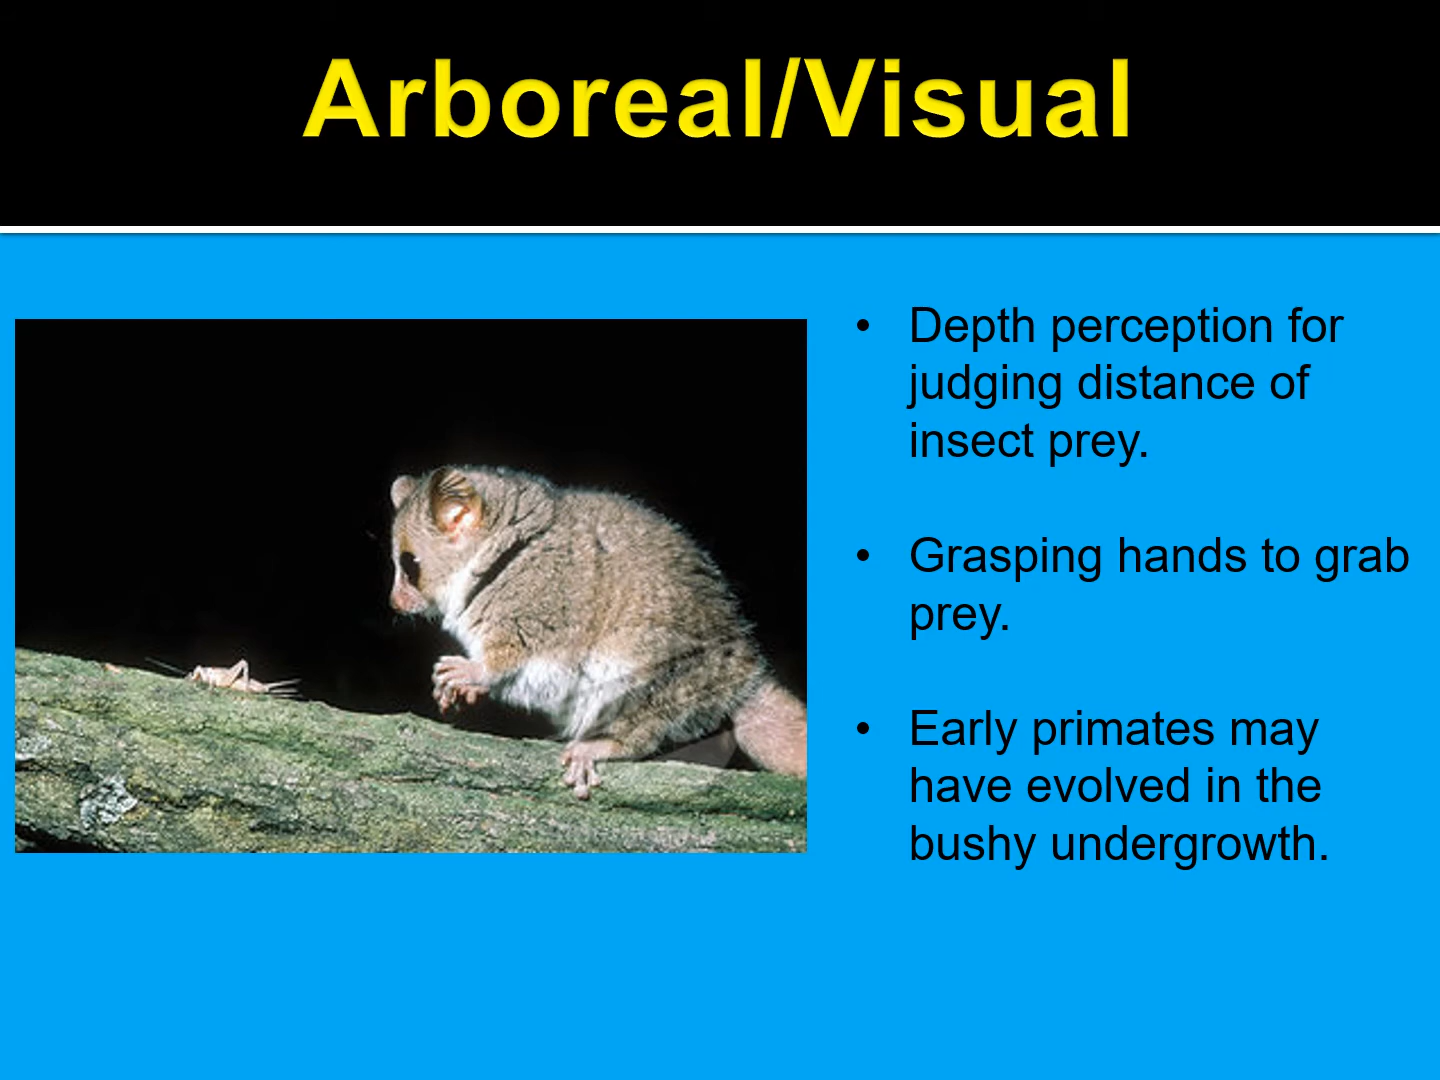 Arboreal/Visual
• Depth perception for
judging distance of
insect prey.
• Grasping hands to grab
prey.
• Early primates may
have evolved in the
bushy undergrowth.